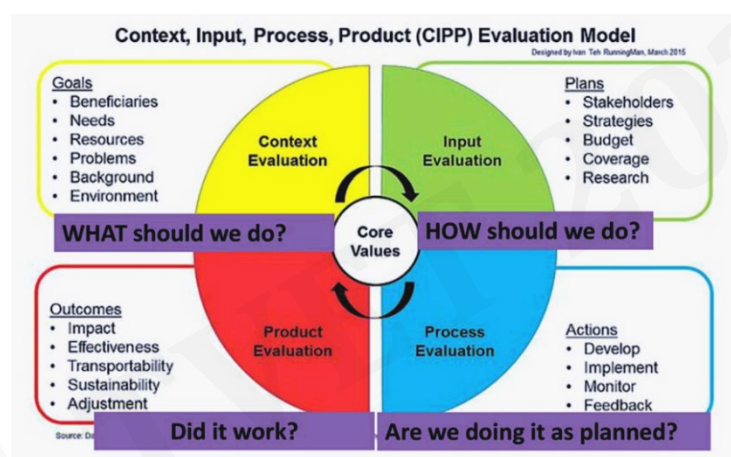 Context, Input, Process, Product (CIPP) Evaluation Model
Designed by Ivan Teh RunningMan, March 2015
Goals
• Beneficiaries
• Needs
• Resources
• Problems
• Background
• Environment
Context
Evaluation
Input
Evaluation
Plans
• Stakeholders
• Strategies
• Budget
• Coverage
• Research
WHAT should we do?
Core
Values
HOW should we do?
Outcomes
• Impact
• Effectiveness
• Transportability
• Sustainability
• Adjustment
Product
Evaluation
Process
Evaluation
Actions
• Develop
• Implement
• Monitor
• Feedback
Source:
Did it work?
Are we doing it as planned?